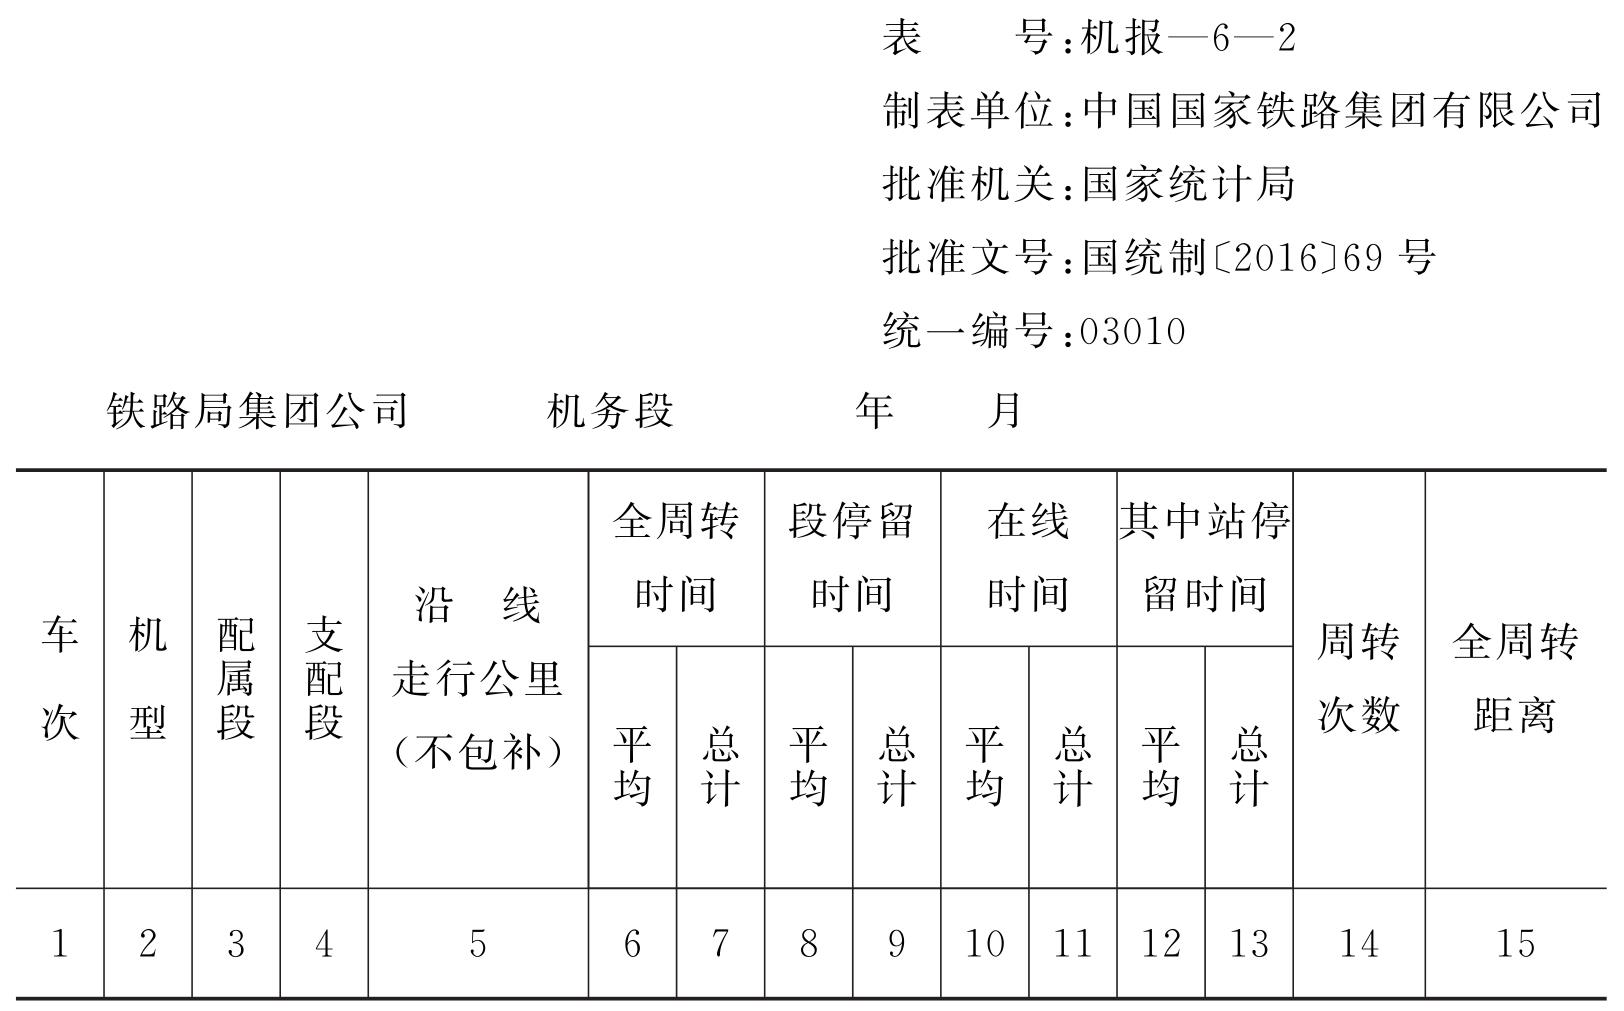 表　　号:机报—6—2
制表单位:中国国家铁路集团有限公司
批准机关:国家统计局
批准文号:国统制〔2016〕69 号
统一编号:03010
铁路局集团公司　　机务段　　年　　月
车次
机型
配属段
支配段
沿　线
走行公里
（不包补）
全周转
时间
平均
总计
段停留
时间
平均
总计
在线
时间
平均
总计
其中站停
留时间
平均
总计
周转
次数
全周转
距离
1 2 3 4 5 6 7 8 9 10 11 12 13 14 15